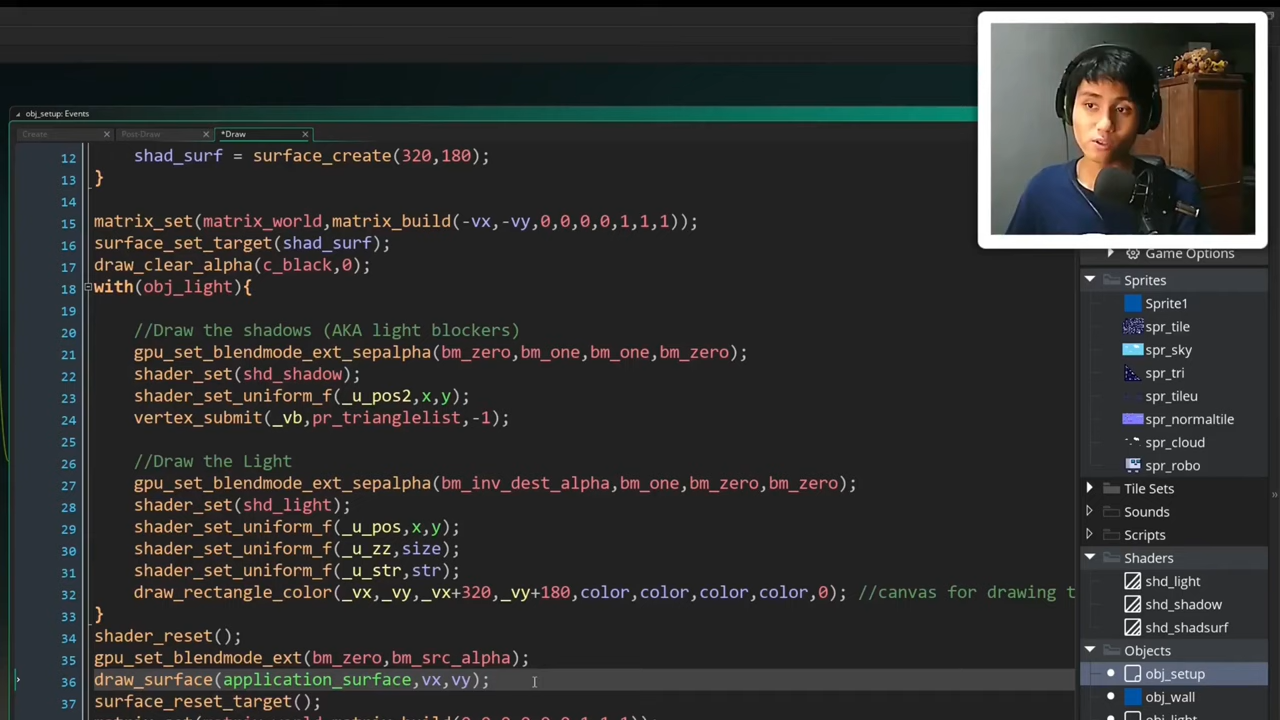 obj_setup: Events
Create
Post-Draw
*Draw
12 shad_surf = surface_create(320,180);
13 }
14
15 matrix_set(matrix_world,matrix_build(-vx,-vy,0,0,0,0,1,1,1));
16 surface_set_target(shad_surf);
17 draw_clear_alpha(c_black,0);
18 with(obj_light){
19
20 //Draw the shadows (AKA light blockers)
21 gpu_set_blendmode_ext_sepalpha(bm_zero,bm_one,bm_one,bm_zero);
22 shader_set(shd_shadow);
23 shader_set_uniform_f(_u_pos2,x,y);
24 vertex_submit(_vb,pr_trianglelist,-1);
25
26 //Draw the Light
27 gpu_set_blendmode_ext_sepalpha(bm_inv_dest_alpha,bm_one,bm_zero,bm_zero);
28 shader_set(shd_light);
29 shader_set_uniform_f(_u_pos,x,y);
30 shader_set_uniform_f(_u_zz,size);
31 shader_set_uniform_f(_u_str,str);
32 draw_rectangle_color(_vx,_vy,_vx+320,_vy+180,color,color,color,color,0); //canvas for drawing t
33 }
34 shader_reset();
35 gpu_set_blendmode_ext(bm_zero,bm_src_alpha);
36 draw_surface(application_surface,vx,vy);
37 surface_reset_target();
Game Options
Sprites
Sprite1
spr_tile
spr_sky
spr_tri
spr_tileu
spr_normaltile
spr_cloud
spr_robo
Tile Sets
Sounds
Scripts
Shaders
shd_light
shd_shadow
shd_shadsurf
Objects
obj_setup
obj_wall